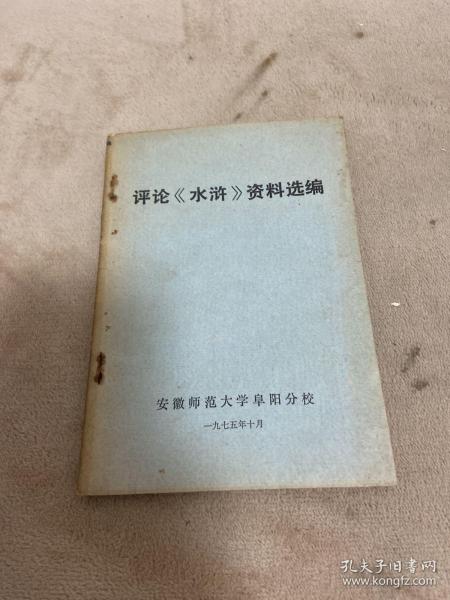 评论《水浒》资料选编
安徽师范大学阜阳分校
一九七五年十月
孔夫子旧书网
www.kongfz.com